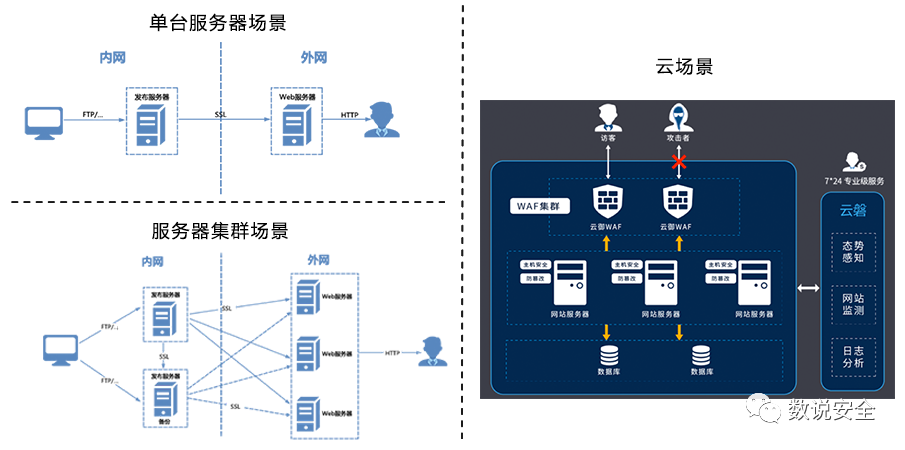 单台服务器场景
内网
外网
发布服务器
Web服务器
FTP/...
SSL
HTTP
服务器集群场景
内网
外网
发布服务器
SSL
Web服务器
FTP/...
SSL
Web服务器
HTTP
发布服务器
FTP/...
SSL
Web服务器
备份
云场景
访客
攻击者
7*24 专业级服务
WAF集群
云御WAF
云御WAF
云磐
态势
感知
主机安全
防篡改
主机安全
防篡改
主机安全
防篡改
网站服务器
网站服务器
网站服务器
网站
监测
日志
分析
数据库
数据库
数说安全